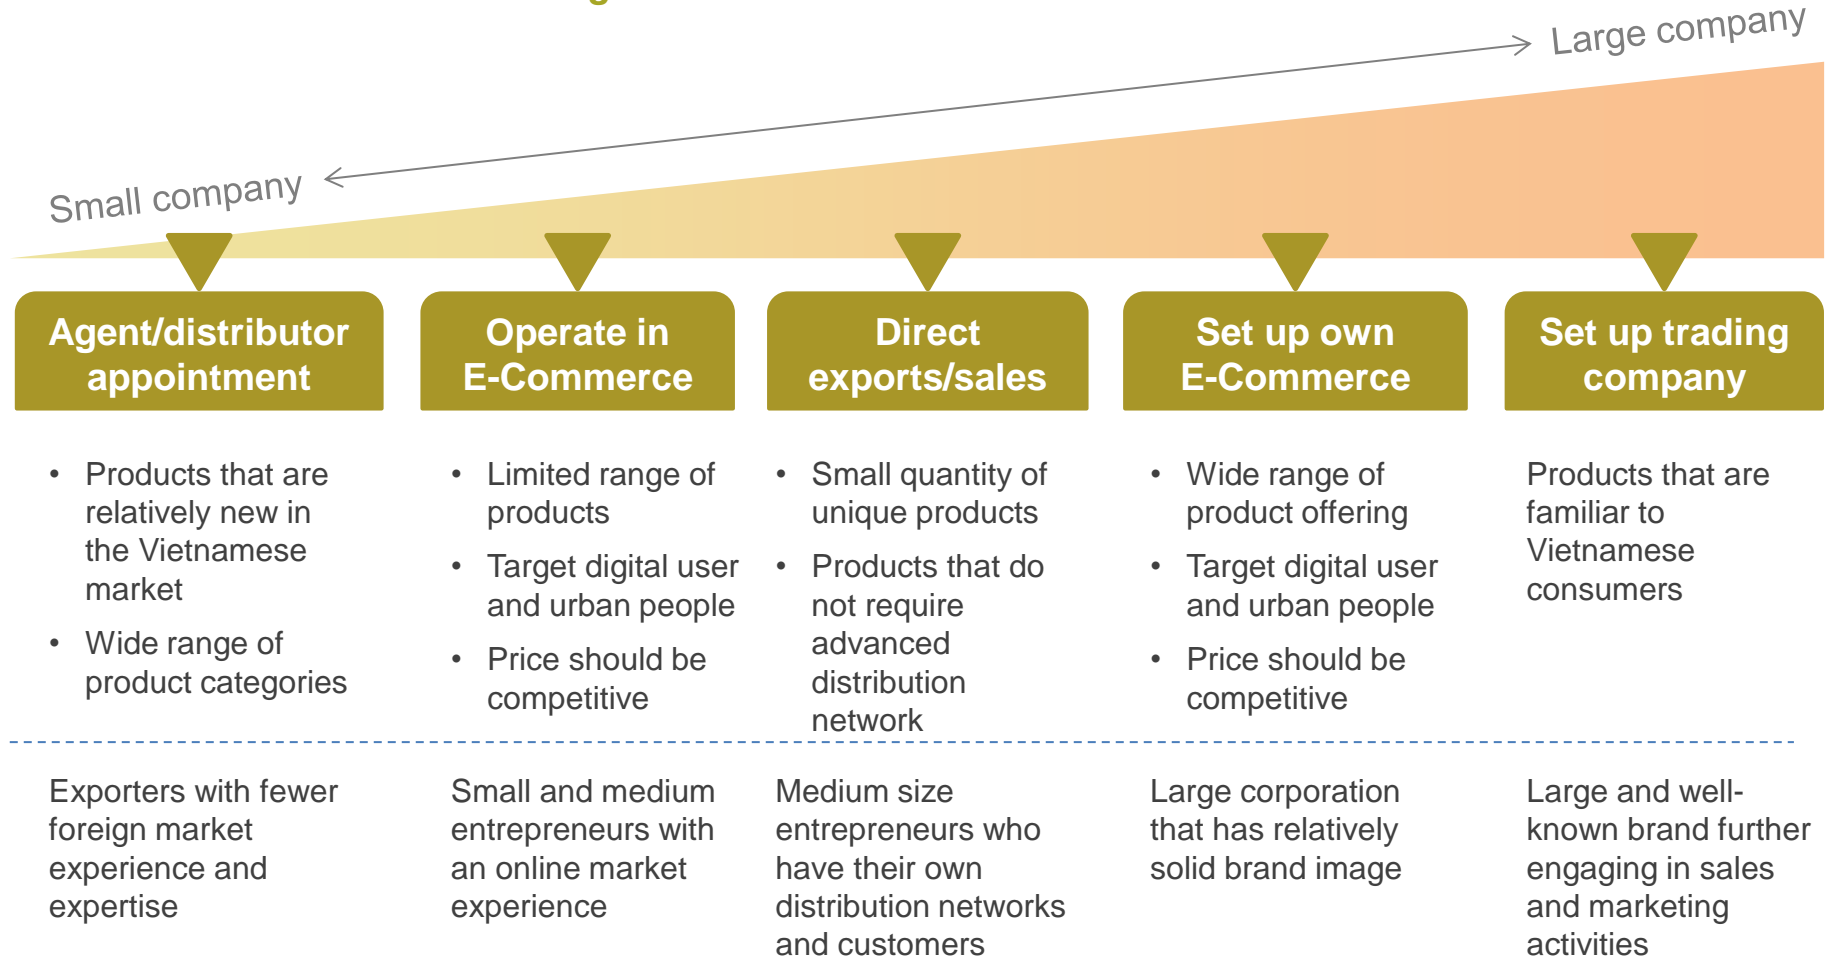 Large company
Small company
Agent/distributor
appointment
Operate in
E-Commerce
Direct
exports/sales
Set up own
E-Commerce
Set up trading
company
• Products that are
relatively new in
the Vietnamese
market
• Wide range of
product categories
• Limited range of
products
• Target digital user
and urban people
• Price should be
competitive
• Small quantity of
unique products
• Products that do
not require
advanced
distribution
network
• Wide range of
product offering
• Target digital user
and urban people
• Price should be
competitive
Products that are
familiar to
Vietnamese
consumers
Exporters with fewer
foreign market
experience and
expertise
Small and medium
entrepreneurs with
an online market
experience
Medium size
entrepreneurs who
have their own
distribution networks
and customers
Large corporation
that has relatively
solid brand image
Large and well-
known brand further
engaging in sales
and marketing
activities